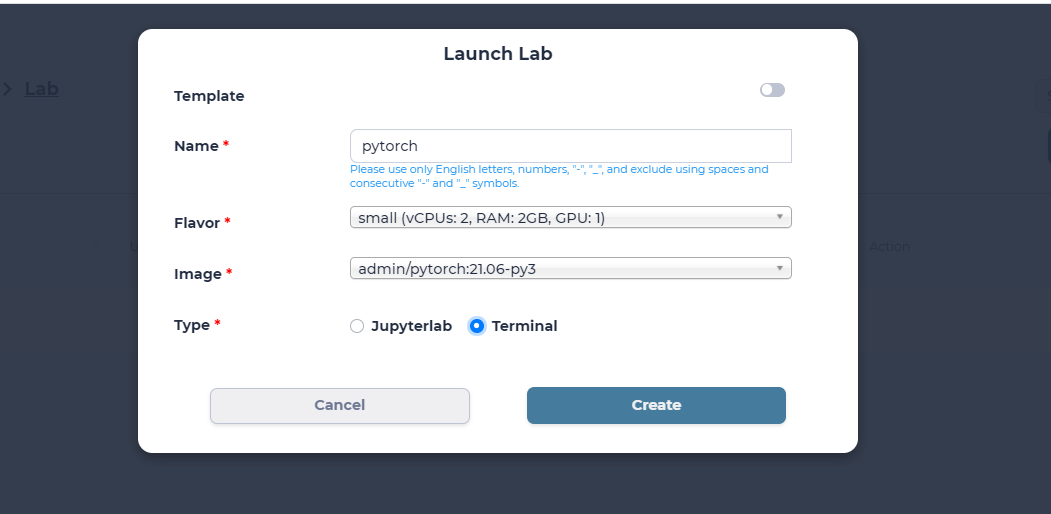 Launch Lab
> Lab
Template
Name *
pytorch
Please use only English letters, numbers, "-", "_", and exclude using spaces and
consecutive "-" and "_" symbols.
Flavor *
small (vCPUs: 2, RAM: 2GB, GPU: 1)
Action
Image *
admin/pytorch:21.06-py3
Type *
Jupyterlab Terminal
Cancel Create